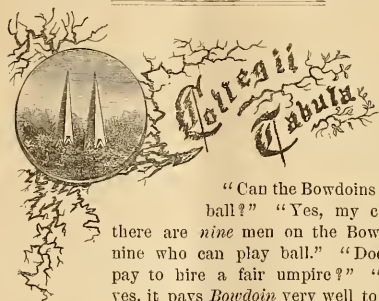 Collegii
Tabula.
"Can the Bowdoins
ball?" "Yes, my c
there are nine men on the Bow
nine who can play ball." "Doe
pay to hire a fair umpire?" "
yes, it pays Bowdoin very well to